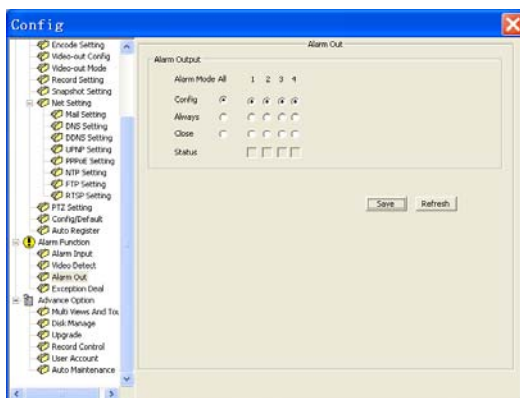 Config
Encode Setting
Video-out Config
Video-out Mode
Record Setting
Snapshot Setting
Net Setting
Mail Setting
DNS Setting
DDNS Setting
UPNP Setting
PPPoE Setting
NTP Setting
FTP Setting
RTSP Setting
PTZ Setting
Config/Default
Auto Register
Alarm Function
Alarm Input
Video Detect
Alarm Out
Exception Deal
Advance Option
Multi Views And Tou
Disk Manage
Upgrade
Record Control
User Account
Auto Maintenance
Alarm Out
Alarm Output
Alarm Mode All 1 2 3 4
Config
Always
Close
Status
Save Refresh